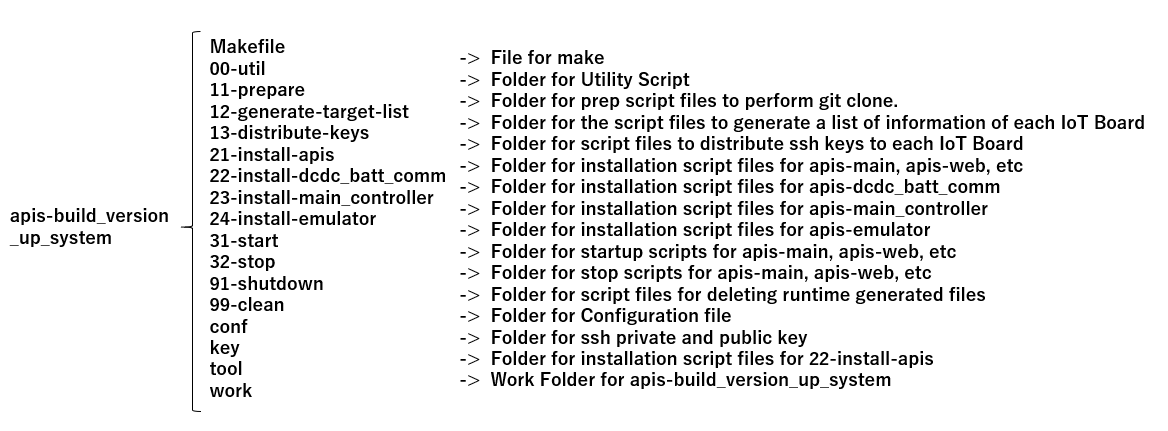 apis-build_version
_up_system
Makefile
00-util
11-prepare
12-generate-target-list
13-distribute-keys
21-install-apis
22-install-dcdc_batt_comm
23-install-main_controller
24-install-emulator
31-start
32-stop
91-shutdown
99-clean
conf
key
tool
work
-> File for make
-> Folder for Utility Script
-> Folder for prep script files to perform git clone.
-> Folder for the script files to generate a list of information of each IoT Board
-> Folder for script files to distribute ssh keys to each IoT Board
-> Folder for installation script files for apis-main, apis-web, etc
-> Folder for installation script files for apis-dcdc_batt_comm
-> Folder for installation script files for apis-main_controller
-> Folder for installation script files for apis-emulator
-> Folder for startup scripts for apis-main, apis-web, etc
-> Folder for stop scripts for apis-main, apis-web, etc
-> Folder for script files for deleting runtime generated files
-> Folder for Configuration file
-> Folder for ssh private and public key
-> Folder for installation script files for 22-install-apis
-> Work Folder for apis-build_version_up_system